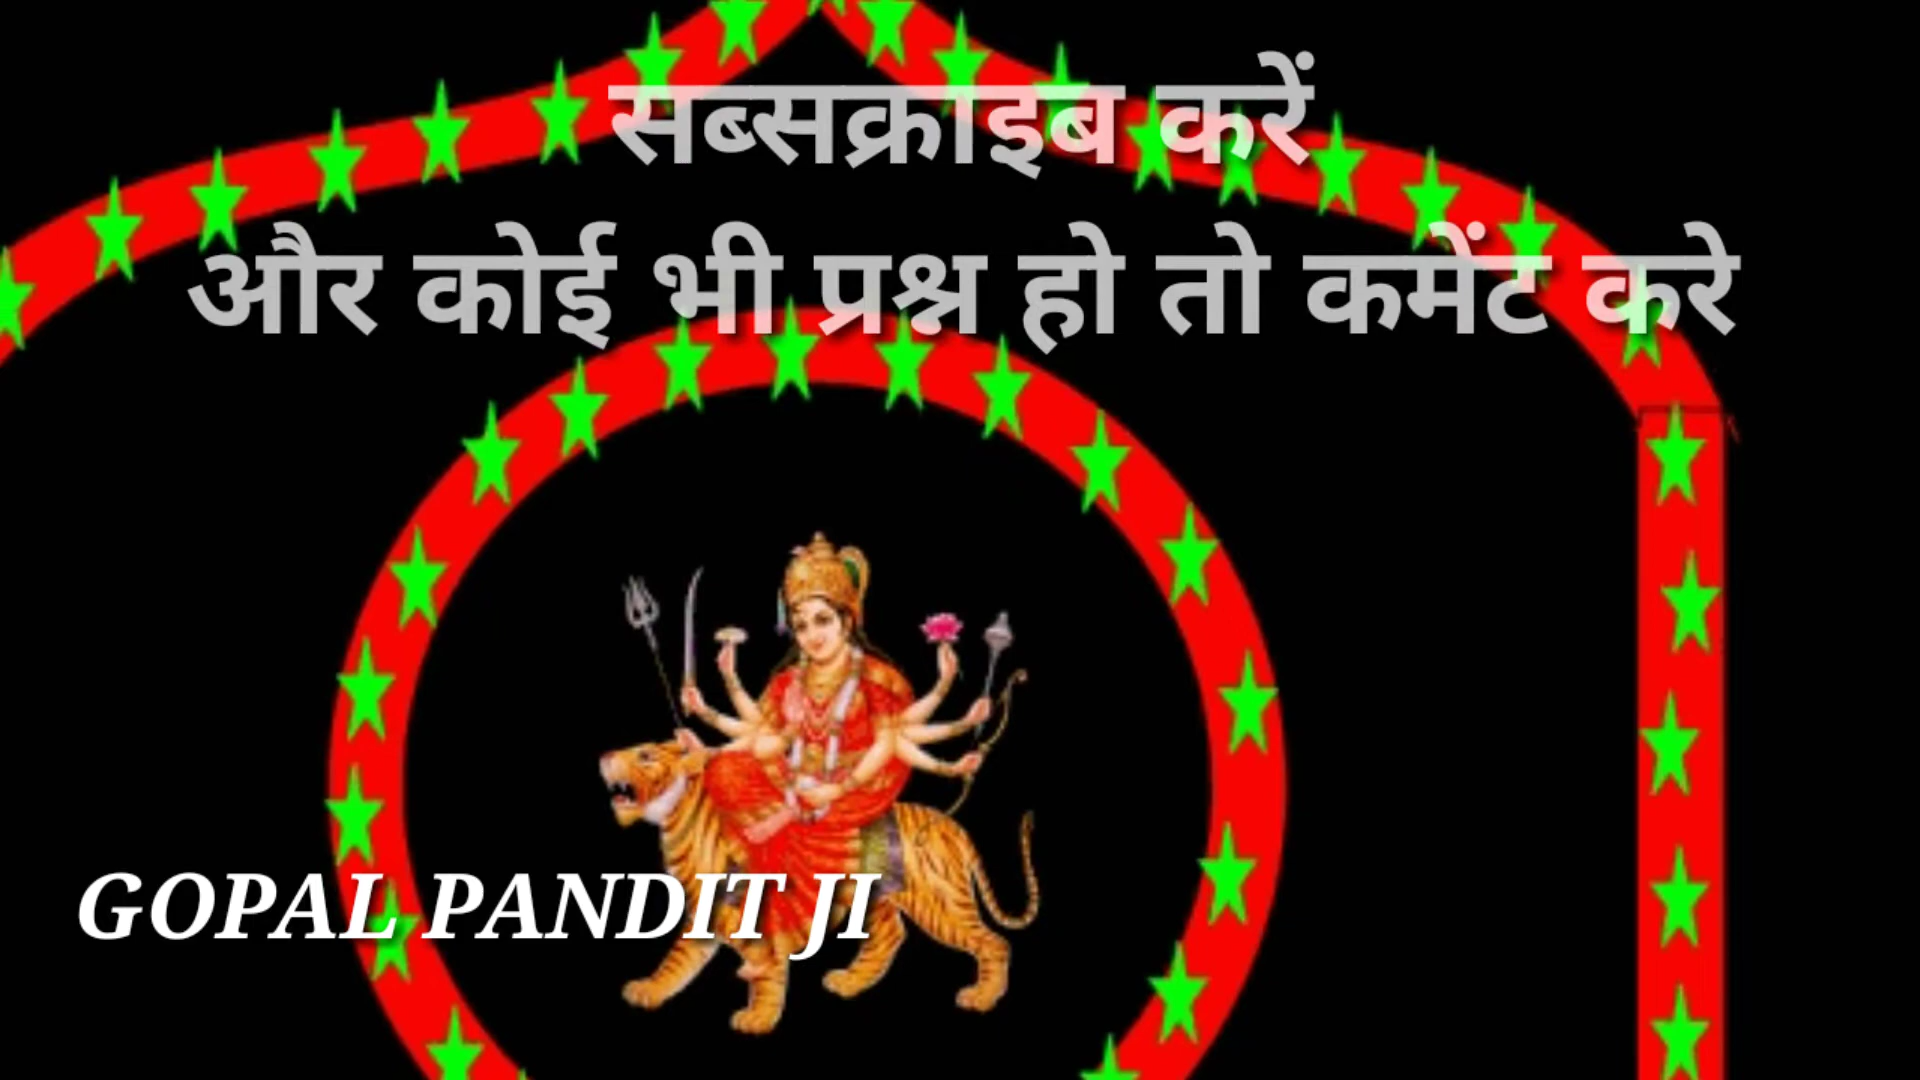 सब्सक्राइब करें
और कोई भी प्रश्न हो तो कमेंट करे
GOPAL PANDIT JI